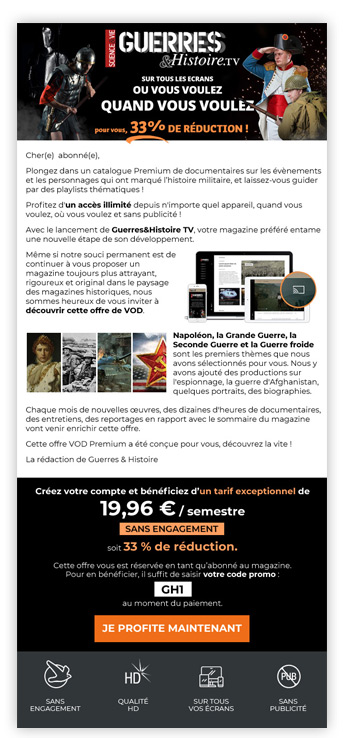 SCIENCE & VIE
GUERRES
& Histoire.TV
SUR TOUS LES ECRANS
OU VOUS VOULEZ
QUAND VOUS VOULEZ
pour vous, 33% DE RÉDUCTION !
Cher(e) abonné(e),
Plongez dans un catalogue Premium de documentaires sur les évènements
et les personnages qui ont marqué l'histoire militaire, et laissez-vous guider
par des playlists thématiques !
Profitez d'un accès illimité depuis n'importe quel appareil, quand vous
voulez, où vous voulez et sans publicité !
Avec le lancement de Guerres&Histoire TV, votre magazine préféré entame
une nouvelle étape de son développement.
Même si notre souci permanent est de
continuer à vous proposer un
magazine toujours plus attrayant,
rigoureux et original dans le paysage
des magazines historiques, nous
sommes heureux de vous inviter à
découvrir cette offre de VOD.
Napoléon, la Grande Guerre, la
Seconde Guerre et la Guerre froide
sont les premiers thèmes que nous
avons sélectionnés pour vous. Nous y
avons ajouté des productions sur
l'espionnage, la guerre d'Afghanistan,
quelques portraits, des biographies.
Chaque mois de nouvelles œuvres, des dizaines d'heures de documentaires,
des entretiens, des reportages en rapport avec le sommaire du magazine
vont venir enrichir cette offre.
Cette offre VOD Premium a été conçue pour vous, découvrez la vite !
La rédaction de Guerres & Histoire
Créez votre compte et bénéficiez d'un tarif exceptionnel de
19,96 € / semestre
SANS ENGAGEMENT
soit 33 % de réduction.
Cette offre vous est réservée en tant qu'abonné au magazine.
Pour en bénéficier, il suffit de saisir votre code promo :
GH1
au moment du paiement.
JE PROFITE MAINTENANT
HD
PUB
SANS
ENGAGEMENT
QUALITÉ
HD
SUR TOUS
VOS ÉCRANS
SANS
PUBLICITÉ